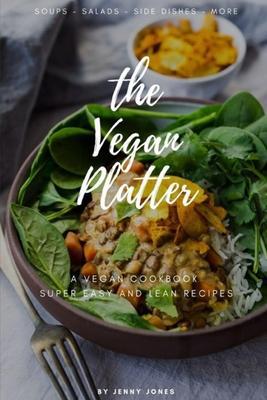 SOUPS - SALADS - SIDE DISHES - MORE
the
Vegan
Platter
A VEGAN COOKBOOK
SUPER EASY AND LEAN RECIPES
BY JENNY JONES